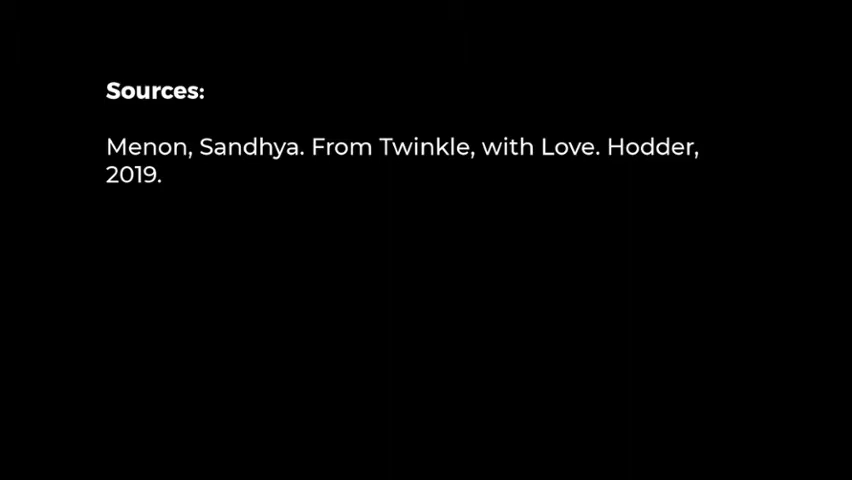 Sources:
Menon, Sandhya. From Twinkle, with Love. Hodder,
2019.